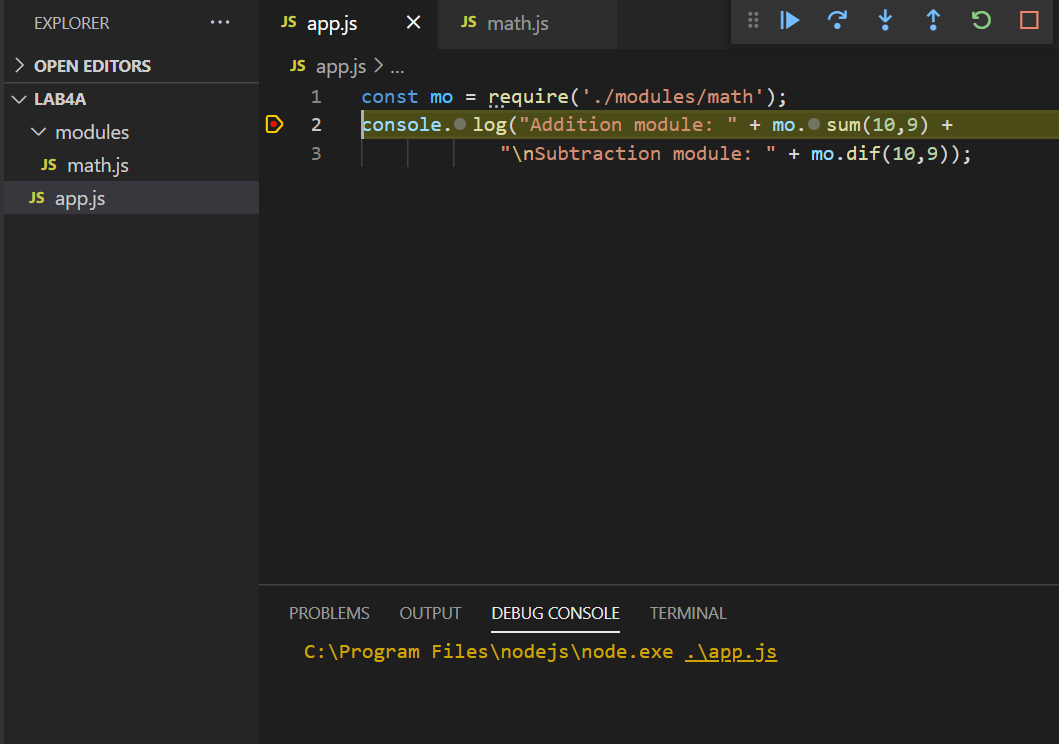 EXPLORER ...
OPEN EDITORS
LAB4A
modules
JS math.js
JS app.js
JS app.js
JS math.js
JS app.js > ...
1 const mo = require('./modules/math');
2 console.log("Addition module: " + mo.sum(10,9) +
3 "\nSubtraction module: " + mo.dif(10,9));
PROBLEMS OUTPUT DEBUG CONSOLE TERMINAL
C:\Program Files\nodejs\node.exe .\app.js